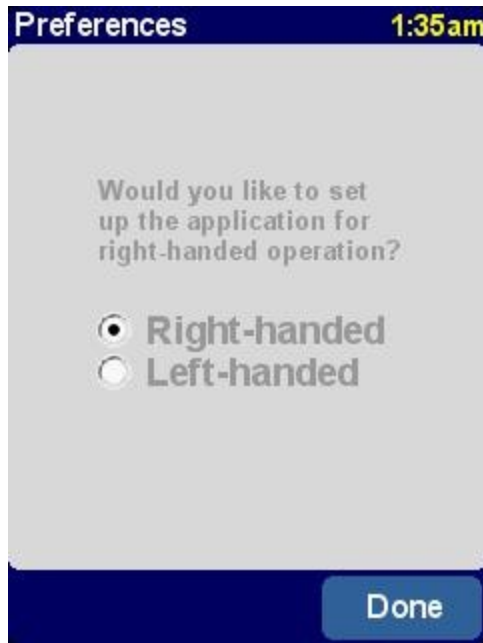 Preferences 1:35am
Would you like to set
up the application for
right-handed operation?
Right-handed
Left-handed
Done